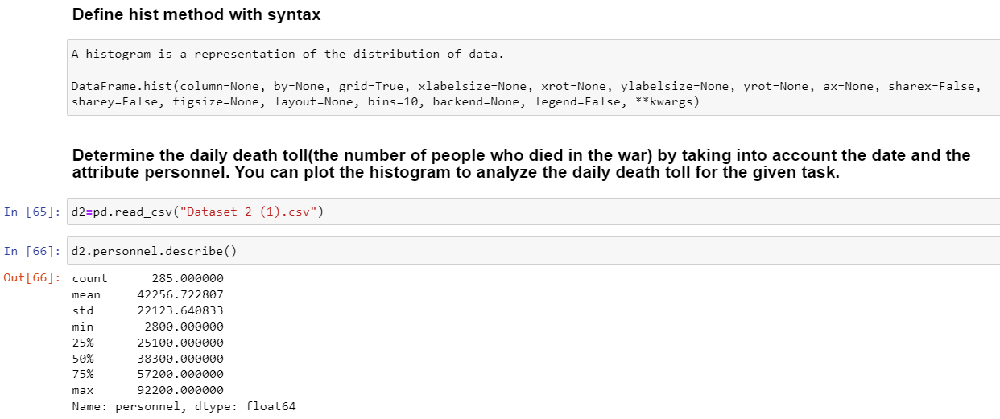 Define hist method with syntax
A histogram is a representation of the distribution of data.
DataFrame.hist(column=None, by=None, grid=True, xlabelsize=None, xrot=None, ylabelsize=None, yrot=None, ax=None, sharex=False,
sharey=False, figsize=None, layout=None, bins=10, backend=None, legend=False, **kwargs)
Determine the daily death toll(the number of people who died in the war) by taking into account the date and the
attribute personnel. You can plot the histogram to analyze the daily death toll for the given task.
In [65]: d2=pd.read_csv("Dataset 2 (1).csv")
In [66]: d2.personnel.describe()
Out[66]: count 285.000000
mean 42256.722807
std 22123.640833
min 2800.000000
25% 25100.000000
50% 38300.000000
75% 57200.000000
max 92200.000000
Name: personnel, dtype: float64